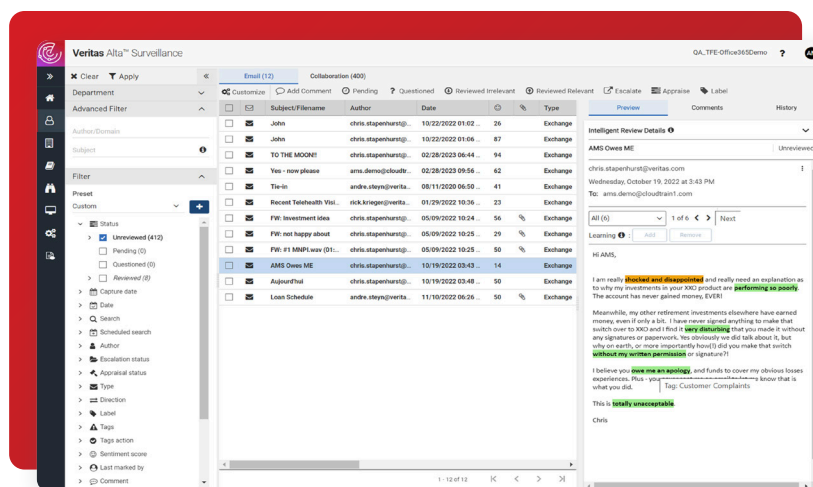 Veritas Alta™ Surveillance
QA_TFE-Office365Demo ?
Clear Apply
Department
Advanced Filter
Author/Domain
Subject
Filter
Preset
Custom
Status
Unreviewed (412)
Pending (0)
Questioned (0)
Reviewed (8)
Capture date
Date
Search
Scheduled search
Author
Escalation status
Appraisal status
Type
Direction
Label
Tags
Tags action
Sentiment score
Last marked by
Comment
Email (12) Collaboration (400)
Customize Add Comment Pending ? Questioned Reviewed Irrelevant Reviewed Relevant Escalate Appraise Label
Subject/Filename Author Date Type
John chris.stapenhurst@... 10/22/2022 01:02 ... 26 Exchange
John chris.stapenhurst@... 10/22/2022 01:06 ... 87 Exchange
TO THE MOON!! chris.stapenhurst@... 02/28/2023 06:44 ... 94 Exchange
Yes - now please ams.demo@cloudtr... 02/28/2023 09:56 ... 62 Exchange
Tie-in andre.steyn@verita... 08/11/2020 06:50 ... 41 Exchange
Recent Telehealth Visi... rick.krieger@veritas... 01/29/2022 10:36 ... 23 Exchange
FW: Investment idea chris.stapenhurst@... 05/09/2022 10:24 ... 56 Exchange
FW: not happy about chris.stapenhurst@... 05/09/2022 10:25 ... 29 Exchange
FW: #1 MNPI.wav (01:... chris.stapenhurst@... 05/09/2022 10:25 ... 50 Exchange
AMS Owes ME chris.stapenhurst@... 10/19/2022 03:43 ... 14 Exchange
Aujourd'hui chris.stapenhurst@... 10/19/2022 03:48 ... 50 Exchange
Loan Schedule andre.steyn@verita... 11/10/2022 06:26 ... 50 Exchange
1 - 12 of 12
Preview Comments History
Intelligent Review Details
AMS Owes ME Unreviewed
chris.stapenhurst@veritas.com
Wednesday, October 19, 2022 at 3:43 PM
To: ams.demo@cloudtrain1.com
All (6) 1 of 6 Next
Learning : Add Remove
Hi AMS,
I am really shocked and disappointed and really need an explanation as
to why my investments in your XXO product are performing so poorly.
The account has never gained money, EVER!
Meanwhile, my other retirement investments elsewhere have earned
money, even if only a bit. I have never signed anything to make that
switch over to XXO and I find it very disturbing that you made it without
any signatures or paperwork. Yes obviously we did talk about it, but
why on earth, or more importantly how(!) did you make that switch
without my written permission or signature?!
I believe you owe me an apology, and funds to cover my obvious losses
experiences. Plus - you know that is
what you did. Tag: Customer Complaints
This is totally unacceptable.
Chris